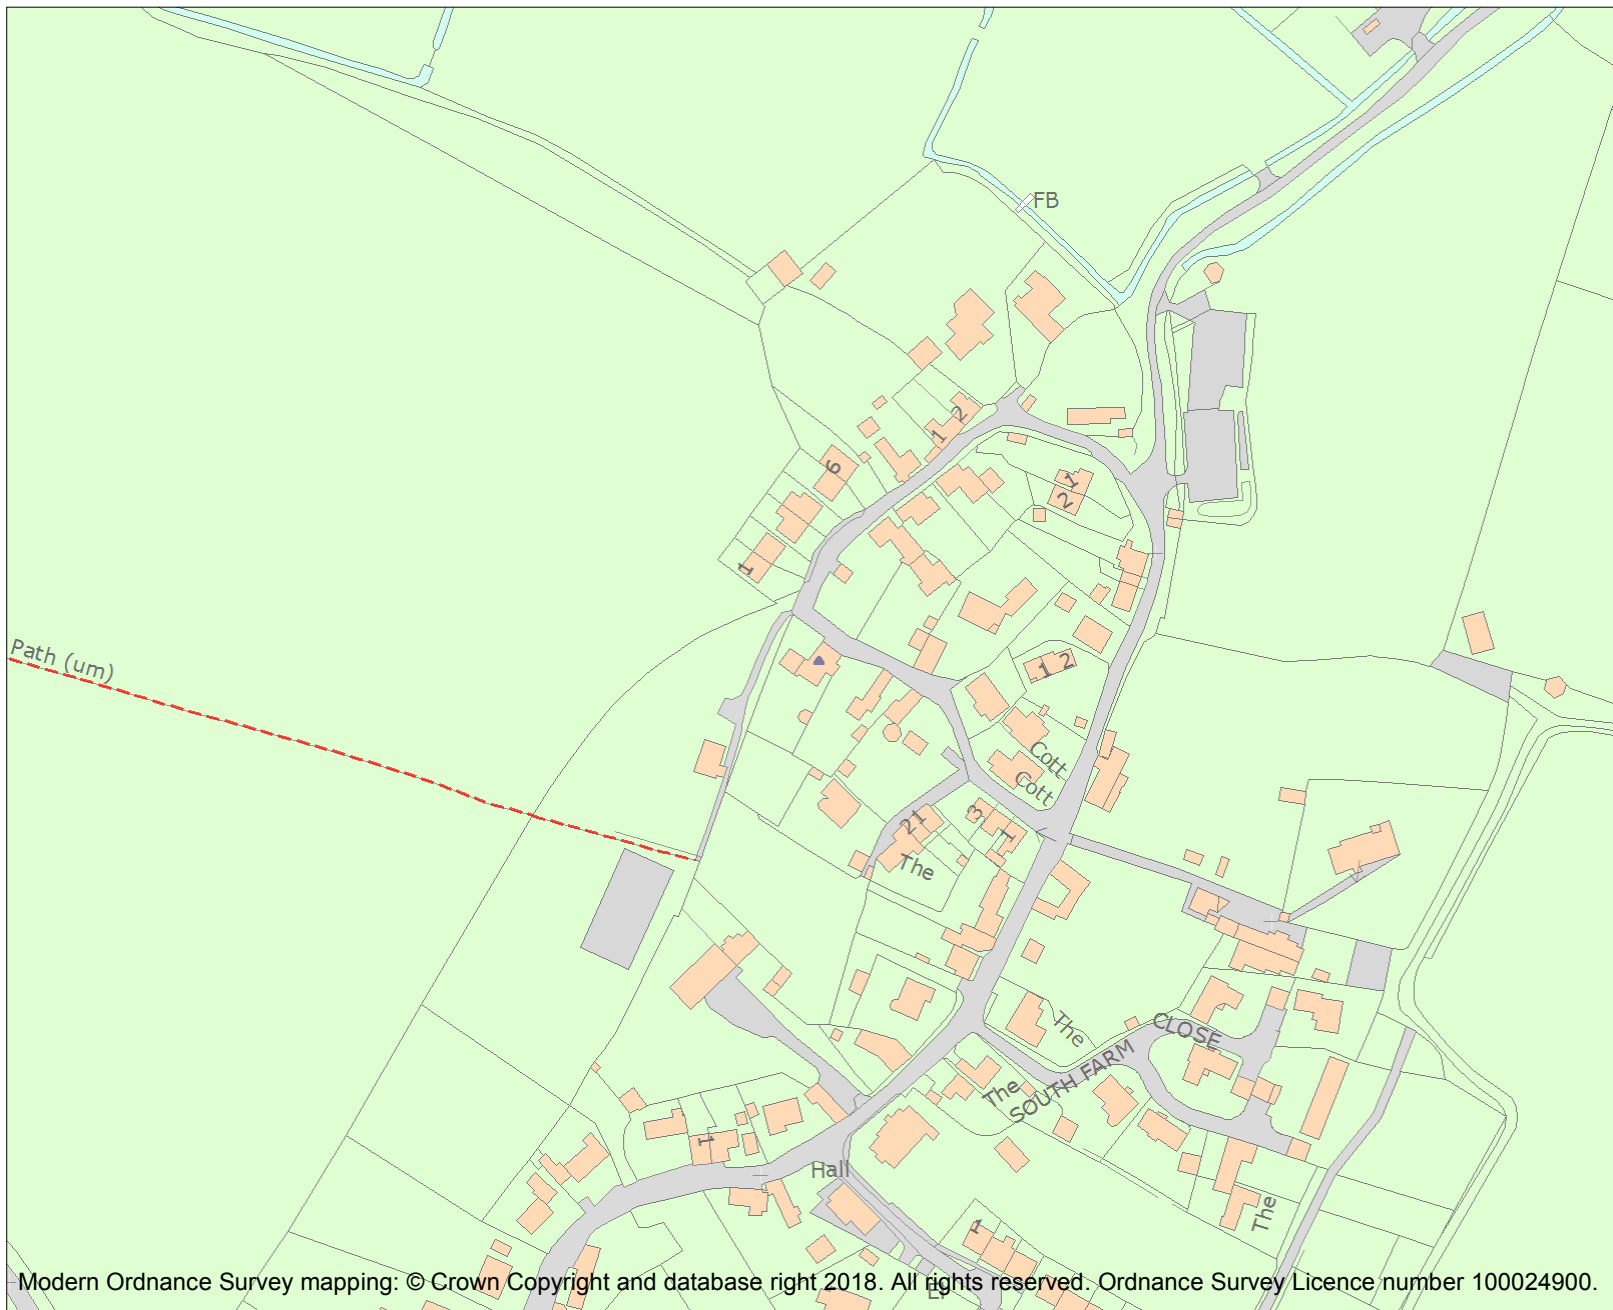 FB
2
1
6
1
2
1
Path (um)
1 2
Cott
Cott
3
1
21
The
CLOSE
The
SOUTH FARM
The
1
Hall
The
1
El
Modern Ordnance Survey mapping: © Crown Copyright and database right 2018. All rights reserved. Ordnance Survey Licence number 100024900.